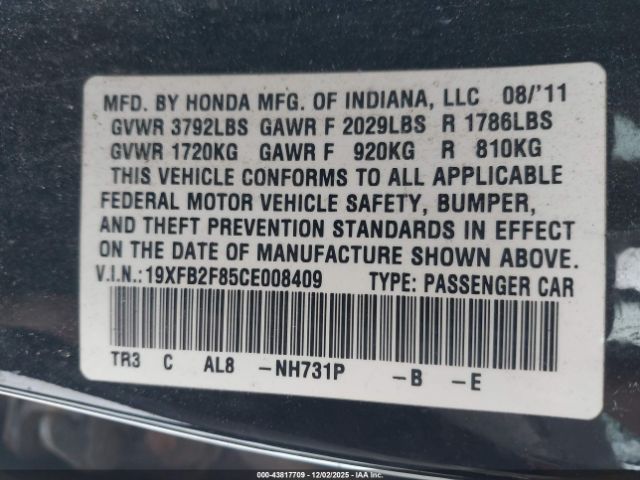 MFD. BY HONDA MFG. OF INDIANA, LLC 08/'11
GVWR 3792LBS GAWR F 2029LBS R 1786LBS
GVWR 1720KG GAWR F 920KG R 810KG
THIS VEHICLE CONFORMS TO ALL APPLICABLE
FEDERAL MOTOR VEHICLE SAFETY, BUMPER,
AND THEFT PREVENTION STANDARDS IN EFFECT
ON THE DATE OF MANUFACTURE SHOWN ABOVE.
V.I.N.:19XFB2F85CE008409 TYPE: PASSENGER CAR
TR3 C AL8 -NH731P -B -E
000-43817709 - 12/02/2025 - IAA, Inc.